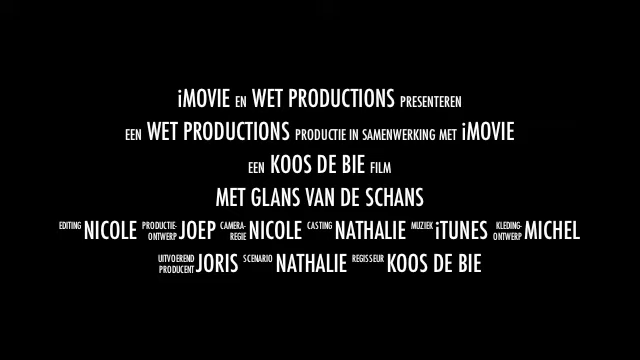 iMOVIE EN WET PRODUCTIONS PRESENTEREN
EEN WET PRODUCTIONS PRODUCTIE IN SAMENWERKING MET iMOVIE
EEN KOOS DE BIE FILM
MET GLANS VAN DE SCHANS
EDITING NICOLE PRODUCTIE-ONTWERP JOEP CAMERA-REGIE NICOLE CASTING NATHALIE MUZIEK iTUNES KLEDING-ONTWERP MICHEL
UITVOEREND PRODUCENT JORIS SCENARIO NATHALIE REGISSEUR KOOS DE BIE